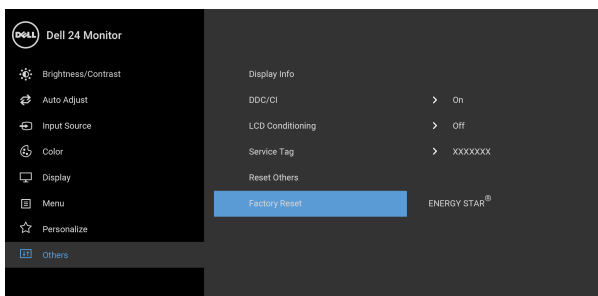 DELL Dell 24 Monitor
Brightness/Contrast
Display Info
Auto Adjust
DDC/CI > On
Input Source
LCD Conditioning > Off
Color
Service Tag > XXXXXXX
Display
Reset Others
Menu
Factory Reset ENERGY STAR®
Personalize
Others